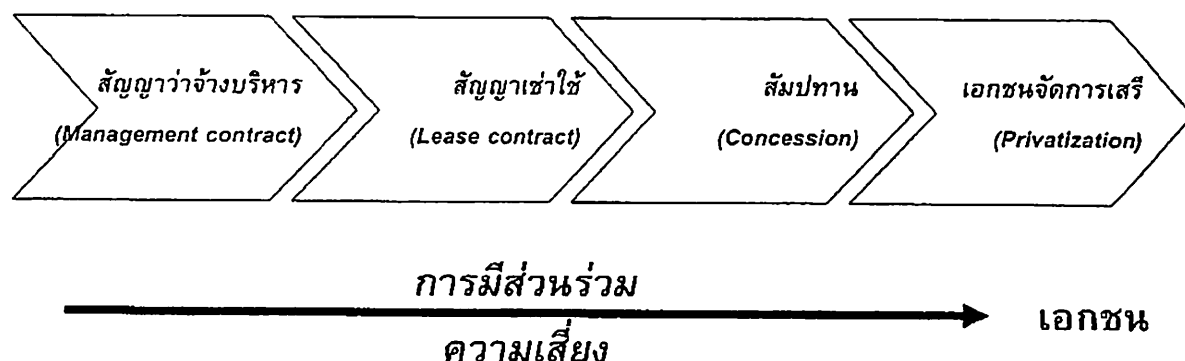 สัญญาว่าจ้างบริหาร
(Management contract)
สัญญาเช่าใช้
(Lease contract)
สัมปทาน
(Concession)
เอกชนจัดการเสรี
(Privatization)
การมีส่วนร่วม
เอกชน
ความเสี่ยง